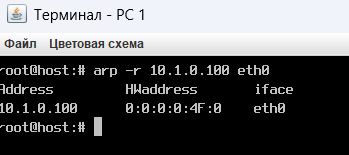 Терминал - PC 1
Файл Цветовая схема
root@host:# arp -r 10.1.0.100 eth0
Address HWaddress iface
10.1.0.100 0:0:0:0:4F:0 eth0
root@host:#